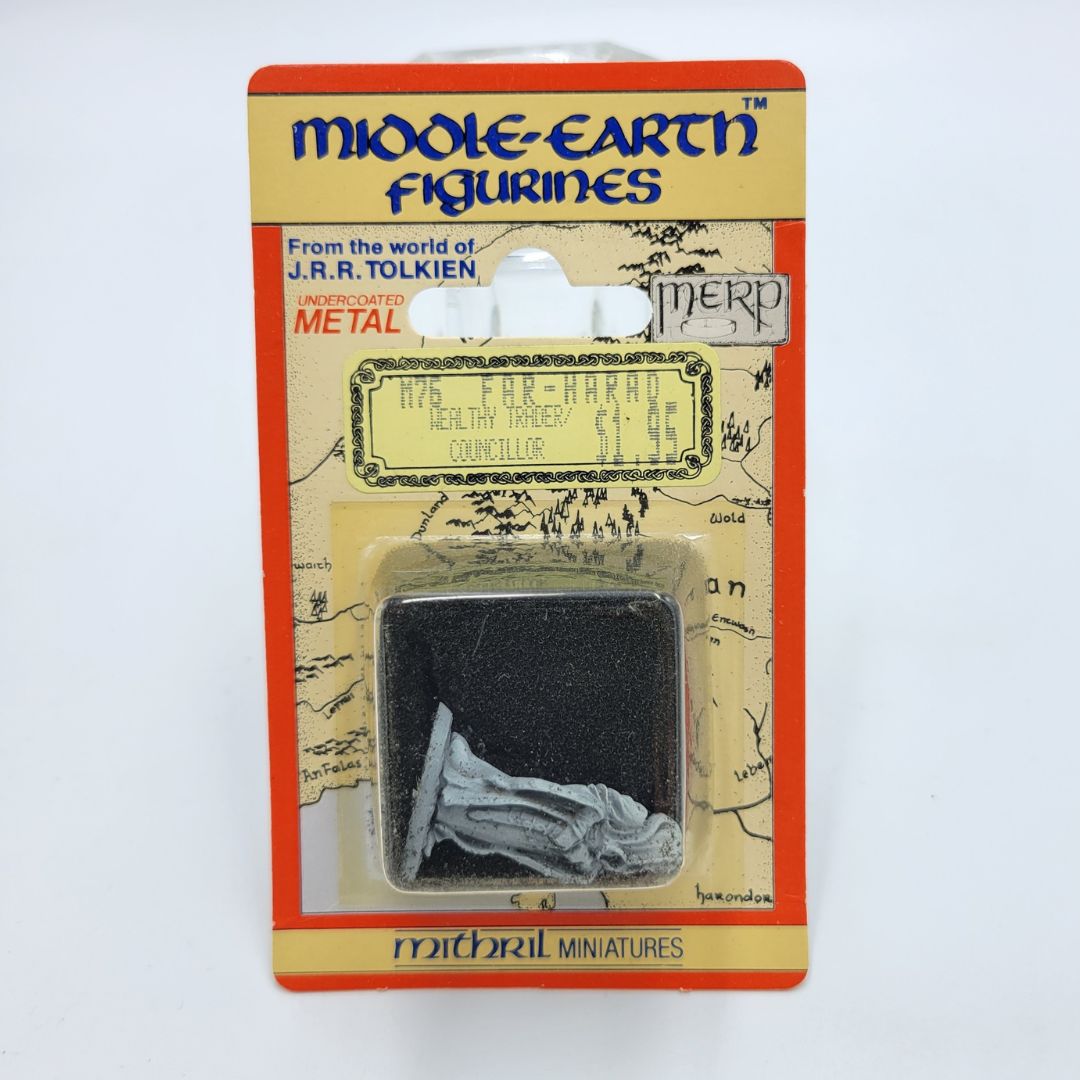 MIDDLE-EARTH™
FIGURINES
From the world of
J.R.R. TOLKIEN
UNDERCOATED
METAL
MERP
M76 FAR-HARAD
WEALTHY TRADER/
COUNCILLOR $1.95
Dunland
Wold
an
Anfalas
harondor
mithril MINIATURES